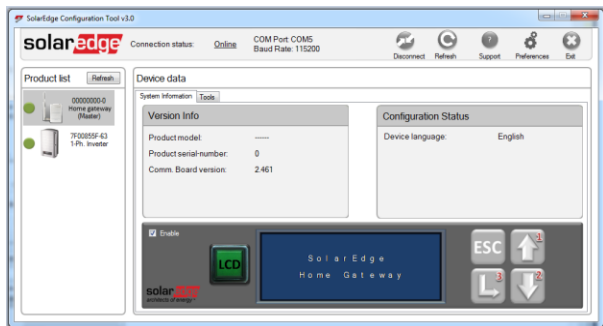 SolarEdge Configuration Tool v3.0
solaredge
Connection status: Online
COM Port: COM5
Baud Rate: 115200
Disconnect Refresh Support Preferences Exit
Product list Refresh
00000000-0
Home gateway
(Master)
7F00855F-63
1-Ph. Inverter
Device data
System Information Tools
Version Info
Product model: -----
Product serial-number: 0
Comm. Board version: 2.461
Configuration Status
Device language: English
Enable
LCD
SolarEdge
Home Gateway
ESC 1
3 2
solaredge
architects of energy™